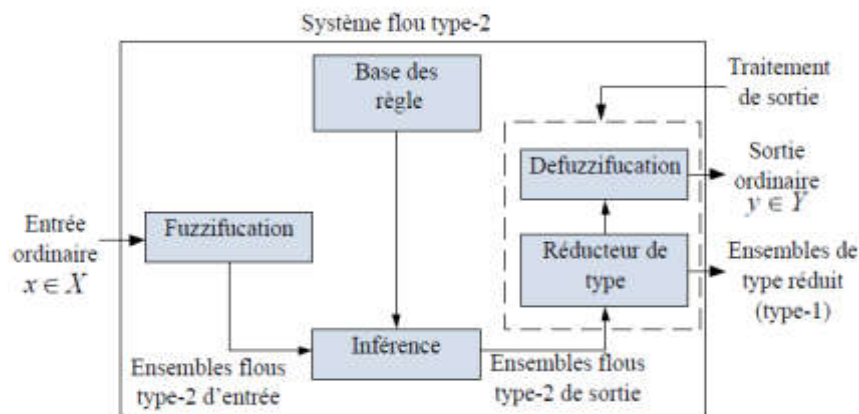 Système flou type-2
Base des
règle
Traitement
de sortie
Defuzzifucation
Sortie
ordinaire
y ∈ Y
Entrée
ordinaire
x ∈ X
Fuzzifucation
Réducteur de
type
Ensembles de
type réduit
(type-1)
Inférence
Ensembles flous
type-2 d'entrée
Ensembles flous
type-2 de sortie